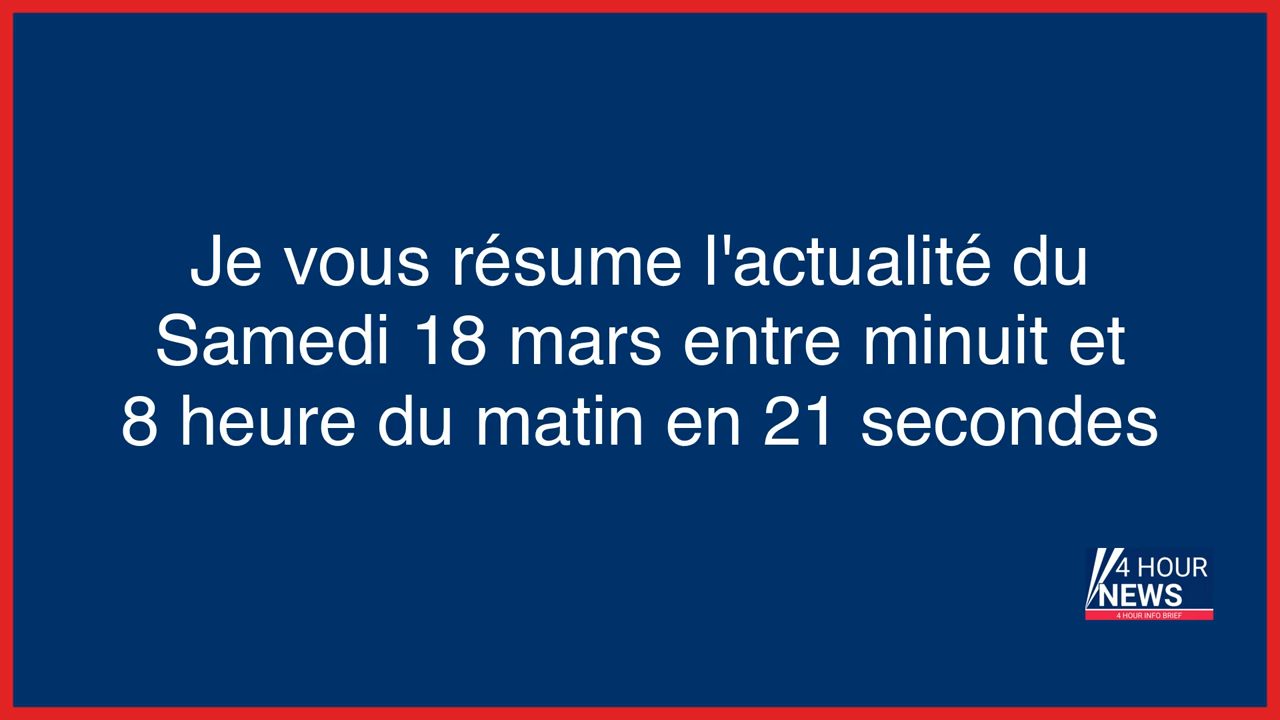 Je vous résume l'actualité du
Samedi 18 mars entre minuit et
8 heure du matin en 21 secondes
4 HOUR
NEWS
4 HOUR INFO BRIEF